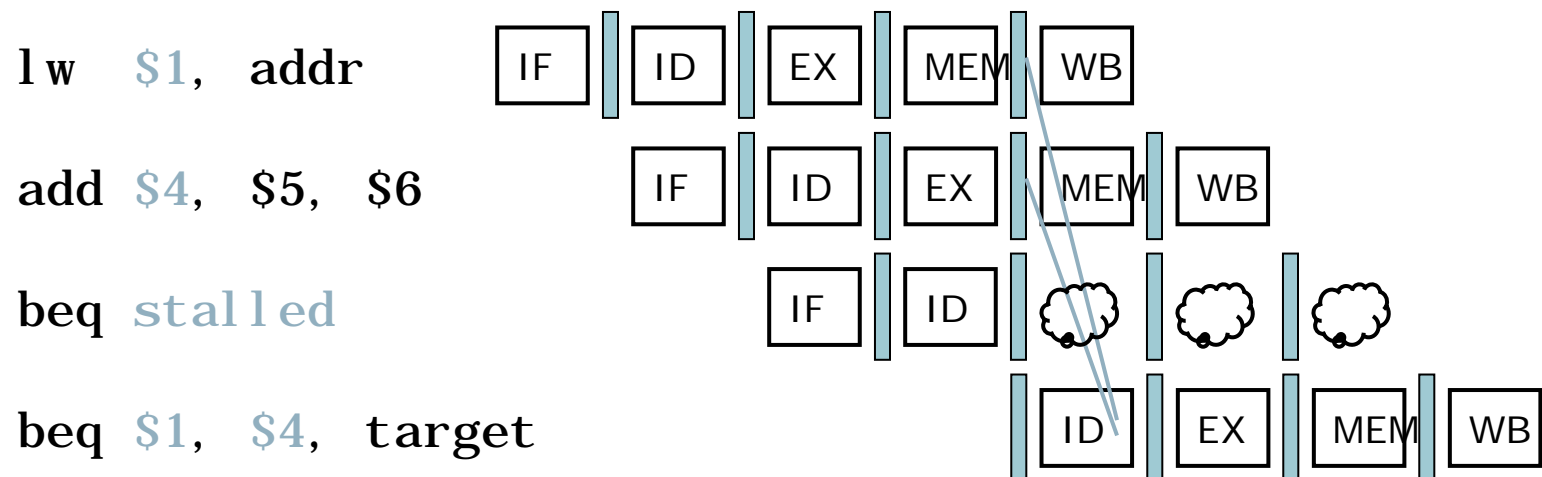 lw $1, addr IF ID EX MEM WB
add $4, $5, $6 IF ID EX MEM WB
beq stalled IF ID
beq $1, $4, target ID EX MEM WB